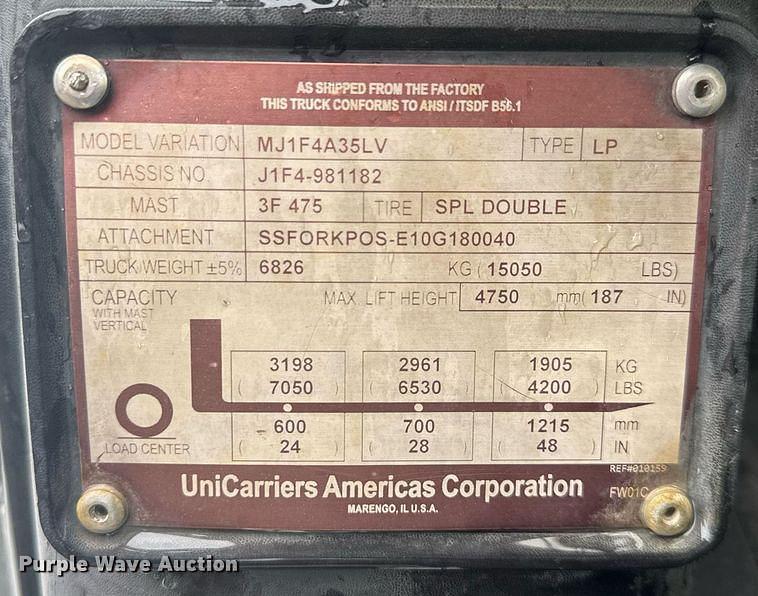 AS SHIPPED FROM THE FACTORY
THIS TRUCK CONFORMS TO ANSI / ITSDF B56.1
MODEL VARIATION MJ1F4A35LV TYPE LP
CHASSIS NO. J1F4-981182
MAST 3F 475 TIRE SPL DOUBLE
ATTACHMENT SSFORKPOS-E10G180040
TRUCK WEIGHT ±5% 6826 KG ( 15050 LBS)
CAPACITY MAX. LIFT HEIGHT 4750 mm( 187 IN)
WITH MAST
VERTICAL
3198 2961 1905 KG
( 7050 ) ( 6530 ) ( 4200 ) LBS
600 700 1215 mm
( 24 ) ( 28 ) ( 48 ) IN
LOAD CENTER
REF#010159
UniCarriers Americas Corporation
FW01C
MARENGO, IL U.S.A.
Purple Wave Auction